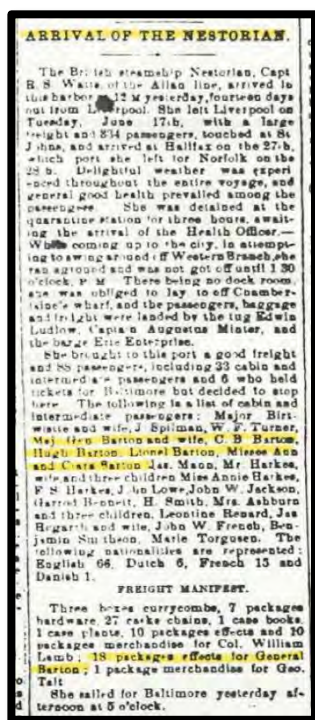 ARRIVAL OF THE NESTORIAN.
The British steamship Nestorian, Capt
R. S. Watts, of the Allan line, arrived in
this harbor 12 M yesterday, fourteen days
out from Liverpool. She left Liverpool on
Tuesday, June 17th, with a large
freight and 834 passengers, touched at St
Johns, and arrived at Halifax on the 27th,
which port she left for Norfolk on the
28th. Delightful weather was experi
enced throughout the entire voyage, and
general good health prevailed among the
passengers. She was detained at the
quarantine station for three hours, await-
ing the arrival of the Health Officer.—
While coming up to the city, in attempt-
ing to swing around off Western Branch, she
ran aground and was not got off until 1 30
o'clock, P M There being no dock room,
she was obliged to lay to off Chamber-
laine's wharf, and the passengers, baggage
and freight were landed by the tug Edwin
Ludlow, Captain Augustus Minter, and
the barge Erie Enterprise.
She brought to this port a good freight
and 88 passengers, including 33 cabin and
intermediate passengers and 6 who held
tickets for Baltimore but decided to stop
here. The following is a list of cabin and
intermediate passengers: Major Birt-
wistle and wife, J Spilman, W. F. Turner,
Maj. Gen Barton and wife, C. B Barton,
Hugh Barton, Lionel Barton, Misses Ann
and Clara Barton Jas. Mann, Mr. Harkes,
wife and three children Miss Annie Harkes,
F. S Harkes, John Lowe, John W. Jackson,
Harrod Bennett, H. Smith, Mrs. Ashburn
and three children, Leontine Renard, Jas
Hogarth and wife, John W. French, Ben-
jamin Smithson, Marie Torgusen. The
following nationalities are represented:
English 66, Dutch 6, French 15 and
Danish 1.
FREIGHT MANIFEST.
Three boxes currycombs, 7 packages
hardware, 27 casks chains, 1 case books,
1 case plants, 10 packages effects and 10
packages merchandise for Col. William
Lamb; 18 packages effects for General
Barton; 1 package merchandise for Geo.
Tait
She sailed for Baltimore yesterday af-
ternoon at 5 o'clock.